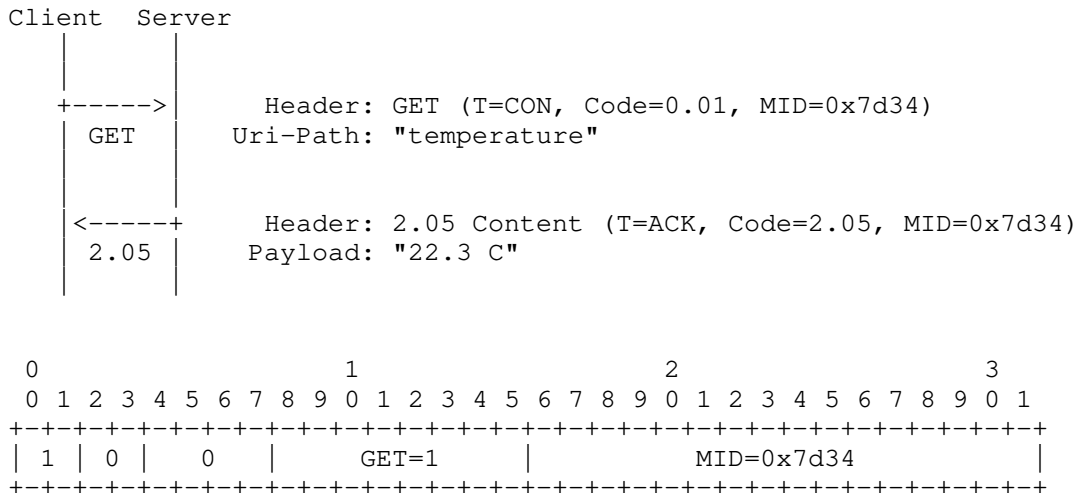 Client  Server
   |      |
   |      |
   +----->|     Header: GET (T=CON, Code=0.01, MID=0x7d34)
   | GET  |   Uri-Path: "temperature"
   |      |
   |      |
   |<-----+     Header: 2.05 Content (T=ACK, Code=2.05, MID=0x7d34)
   | 2.05 |    Payload: "22.3 C"
   |      |
 0                   1                   2                   3
 0 1 2 3 4 5 6 7 8 9 0 1 2 3 4 5 6 7 8 9 0 1 2 3 4 5 6 7 8 9 0 1
+-+-+-+-+-+-+-+-+-+-+-+-+-+-+-+-+-+-+-+-+-+-+-+-+-+-+-+-+-+-+-+-+
| 1 | 0 |   0   |     GET=1     |          MID=0x7d34           |
+-+-+-+-+-+-+-+-+-+-+-+-+-+-+-+-+-+-+-+-+-+-+-+-+-+-+-+-+-+-+-+-+